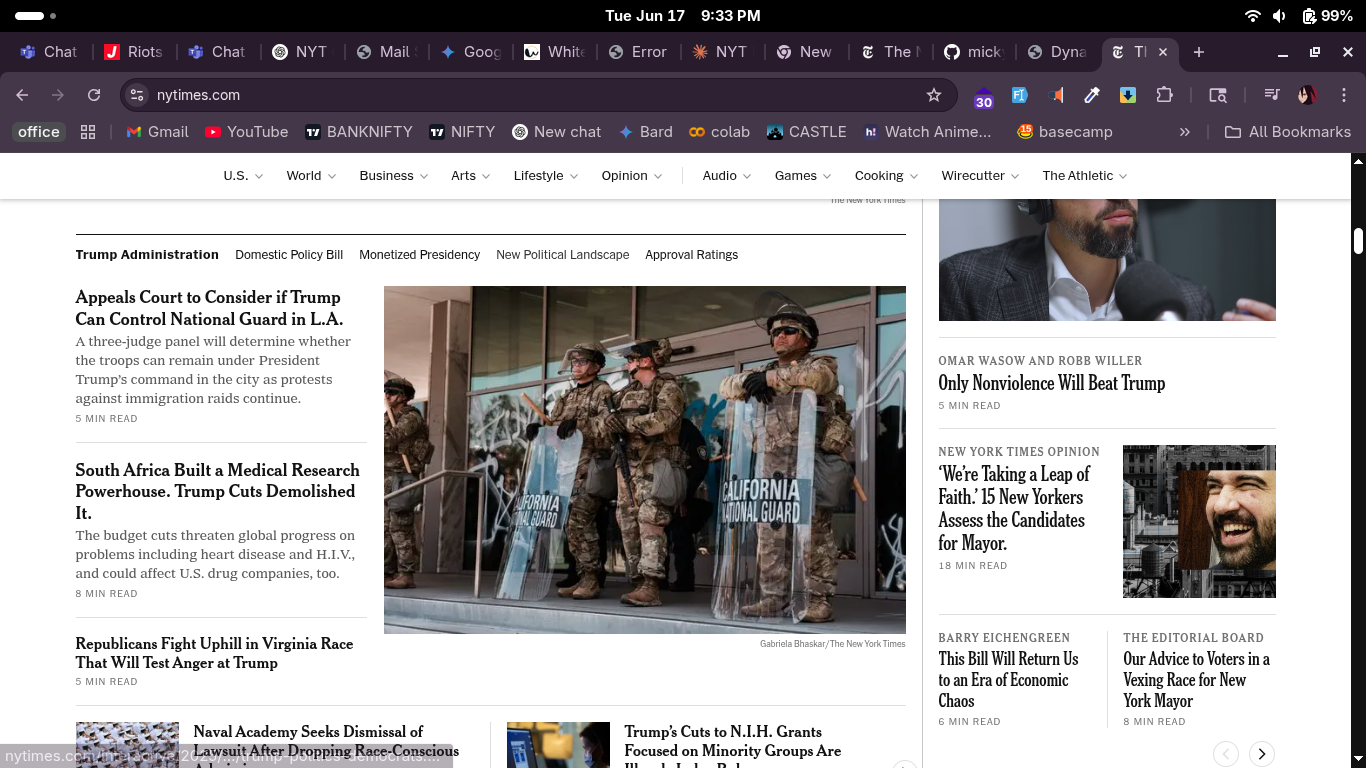 Tue Jun 17 9:33 PM
99%
Chat
Riots
Chat
NYT
Mail
Goog
White
Error
NYT
New
The N
mick
Dyna
Th
nytimes.com
30
office
Gmail
YouTube
BANKNIFTY
NIFTY
New chat
Bard
colab
CASTLE
Watch Anime...
15
basecamp
All Bookmarks
U.S.
World
Business
Arts
Lifestyle
Opinion
Audio
Games
Cooking
Wirecutter
The Athletic
The New York Times
Trump Administration
Domestic Policy Bill
Monetized Presidency
New Political Landscape
Approval Ratings
Appeals Court to Consider if Trump
Can Control National Guard in L.A.
A three-judge panel will determine whether
the troops can remain under President
Trump's command in the city as protests
against immigration raids continue.
5 MIN READ
South Africa Built a Medical Research
Powerhouse. Trump Cuts Demolished
It.
The budget cuts threaten global progress on
problems including heart disease and H.I.V.,
and could affect U.S. drug companies, too.
8 MIN READ
Republicans Fight Uphill in Virginia Race
That Will Test Anger at Trump
5 MIN READ
CALIFORNIA
NATIONAL GUARD
CALIFORNIA
NATIONAL GUARD
Gabriela Bhaskar/The New York Times
Naval Academy Seeks Dismissal of
Lawsuit After Dropping Race-Conscious
Trump's Cuts to N.I.H. Grants
Focused on Minority Groups Are
OMAR WASOW AND ROBB WILLER
Only Nonviolence Will Beat Trump
5 MIN READ
NEW YORK TIMES OPINION
‘We're Taking a Leap of
Faith.’ 15 New Yorkers
Assess the Candidates
for Mayor.
18 MIN READ
BARRY EICHENGREEN
This Bill Will Return Us
to an Era of Economic
Chaos
6 MIN READ
THE EDITORIAL BOARD
Our Advice to Voters in a
Vexing Race for New
York Mayor
8 MIN READ